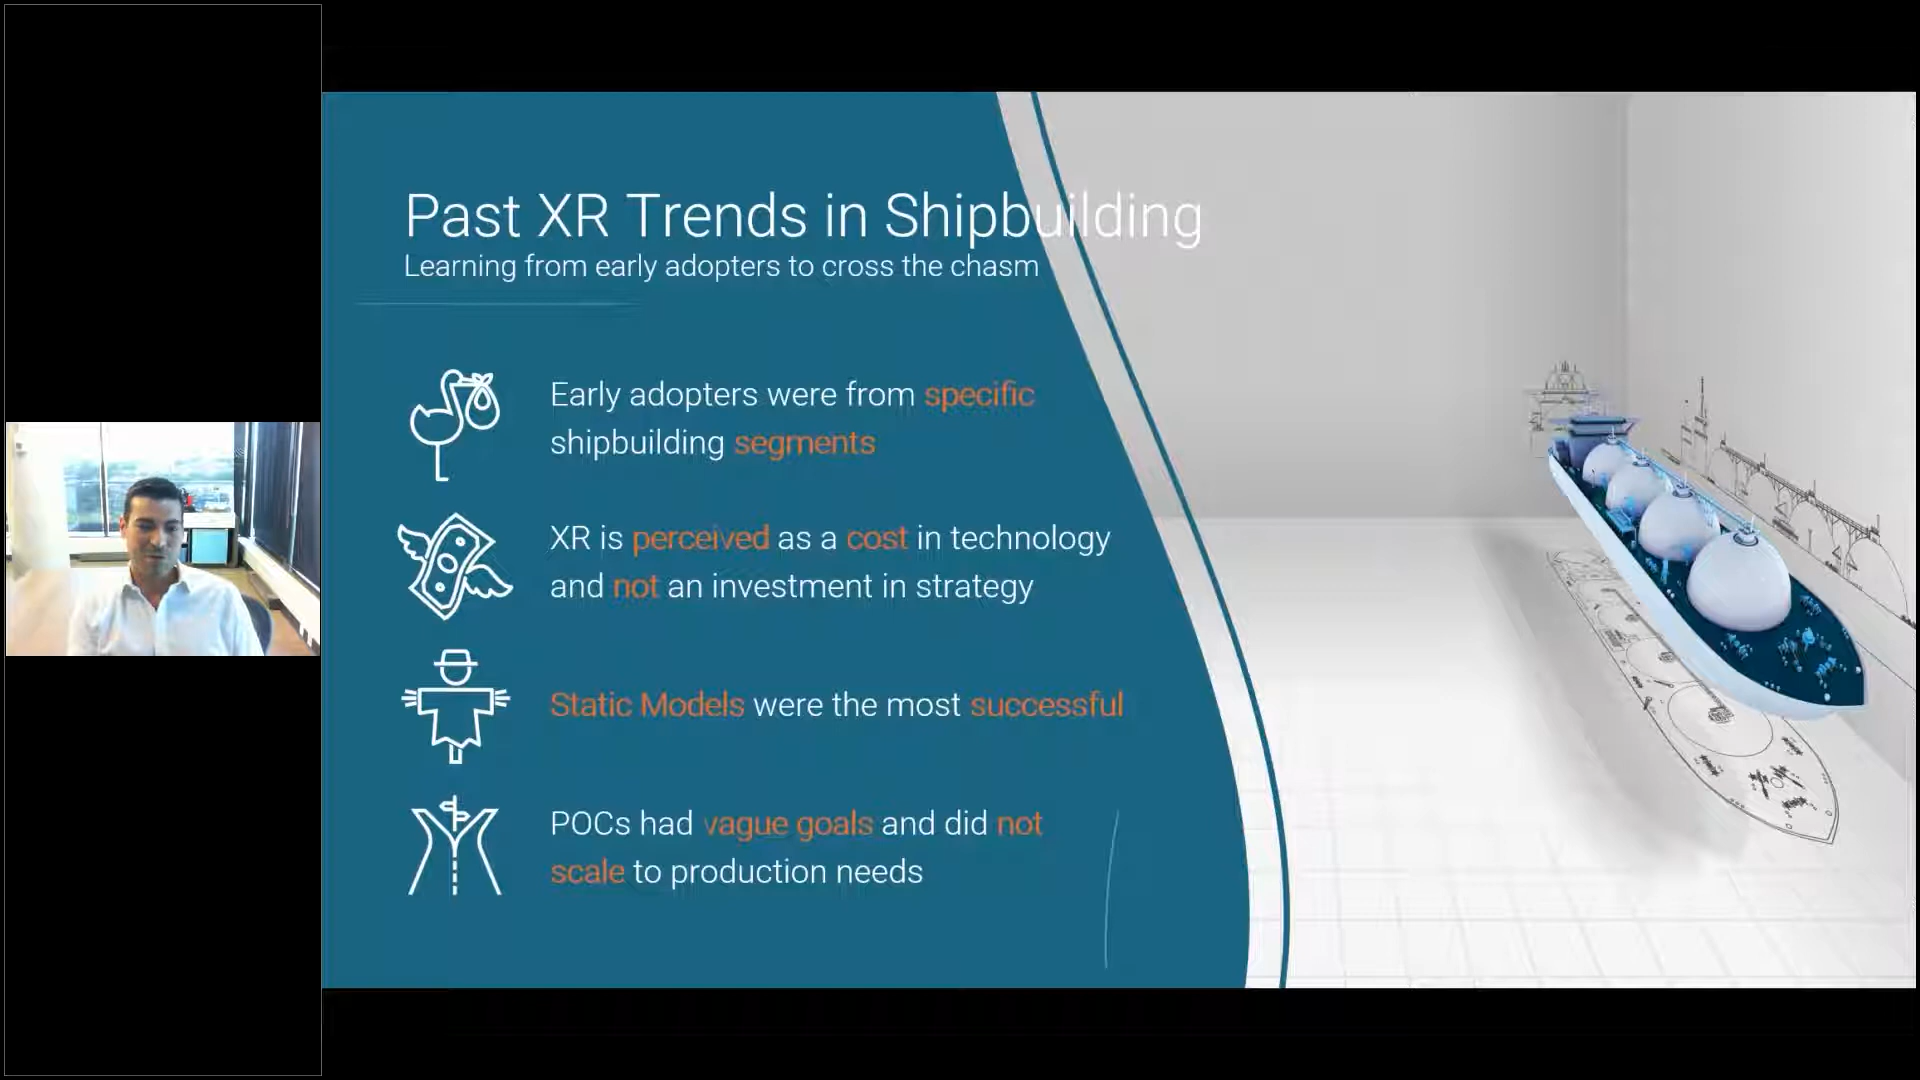 Past XR Trends in Shipbuilding
Learning from early adopters to cross the chasm
Early adopters were from specific
shipbuilding segments
XR is perceived as a cost in technology
and not an investment in strategy
Static Models were the most successful
POCs had vague goals and did not
scale to production needs